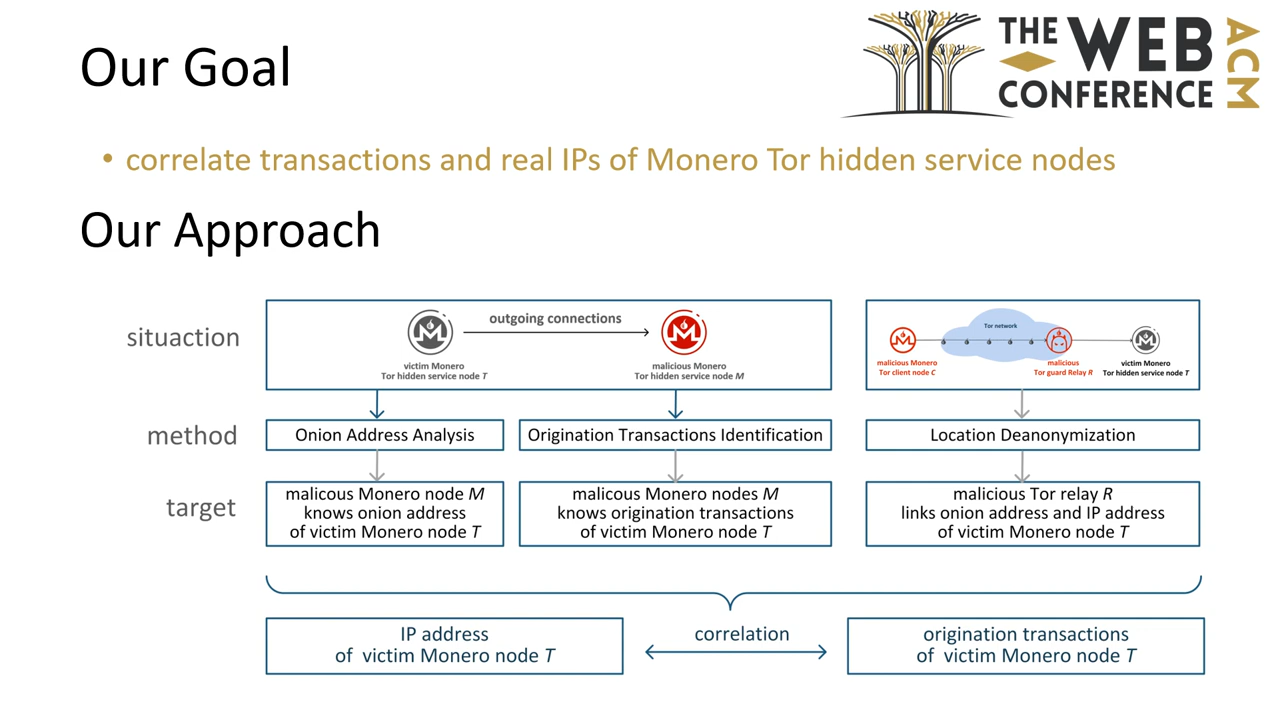 Our Goal
THE WEB
CONFERENCE
ACM
• correlate transactions and real IPs of Monero Tor hidden service nodes
Our Approach
situaction
outgoing connections
victim Monero
Tor hidden service node T
malicious Monero
Tor hidden service node M
Tor network
malicious Monero
Tor client node C
malicious
Tor guard Relay R
victim Monero
Tor hidden service node T
method
Onion Address Analysis
Origination Transactions Identification
Location Deanonymization
target
malicous Monero node M
knows onion address
of victim Monero node T
malicous Monero nodes M
knows origination transactions
of victim Monero node T
malicious Tor relay R
links onion address and IP address
of victim Monero node T
IP address
of victim Monero node T
correlation
origination transactions
of victim Monero node T